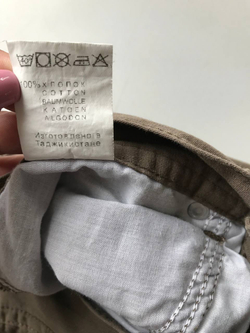 100% ХЛОПОК
COTTON
BAUMWOLLE
KATOEN
ALGODON
Изготовлено в
Таджикистане